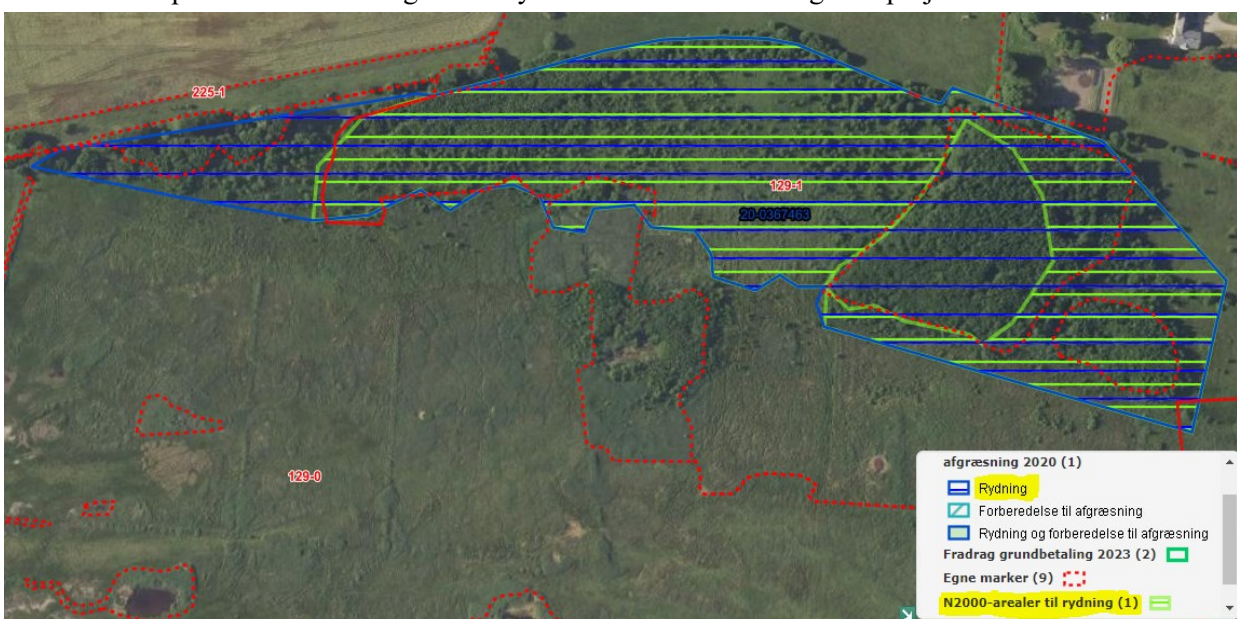 225-1
129-1
20-0367463
129-0
afgræsning 2020 (1)
Rydning
Forberedelse til afgræsning
Rydning og forberedelse til afgræsning
Fradrag grundbetaling 2023 (2)
Egne marker (9)
N2000-arealer til rydning (1)